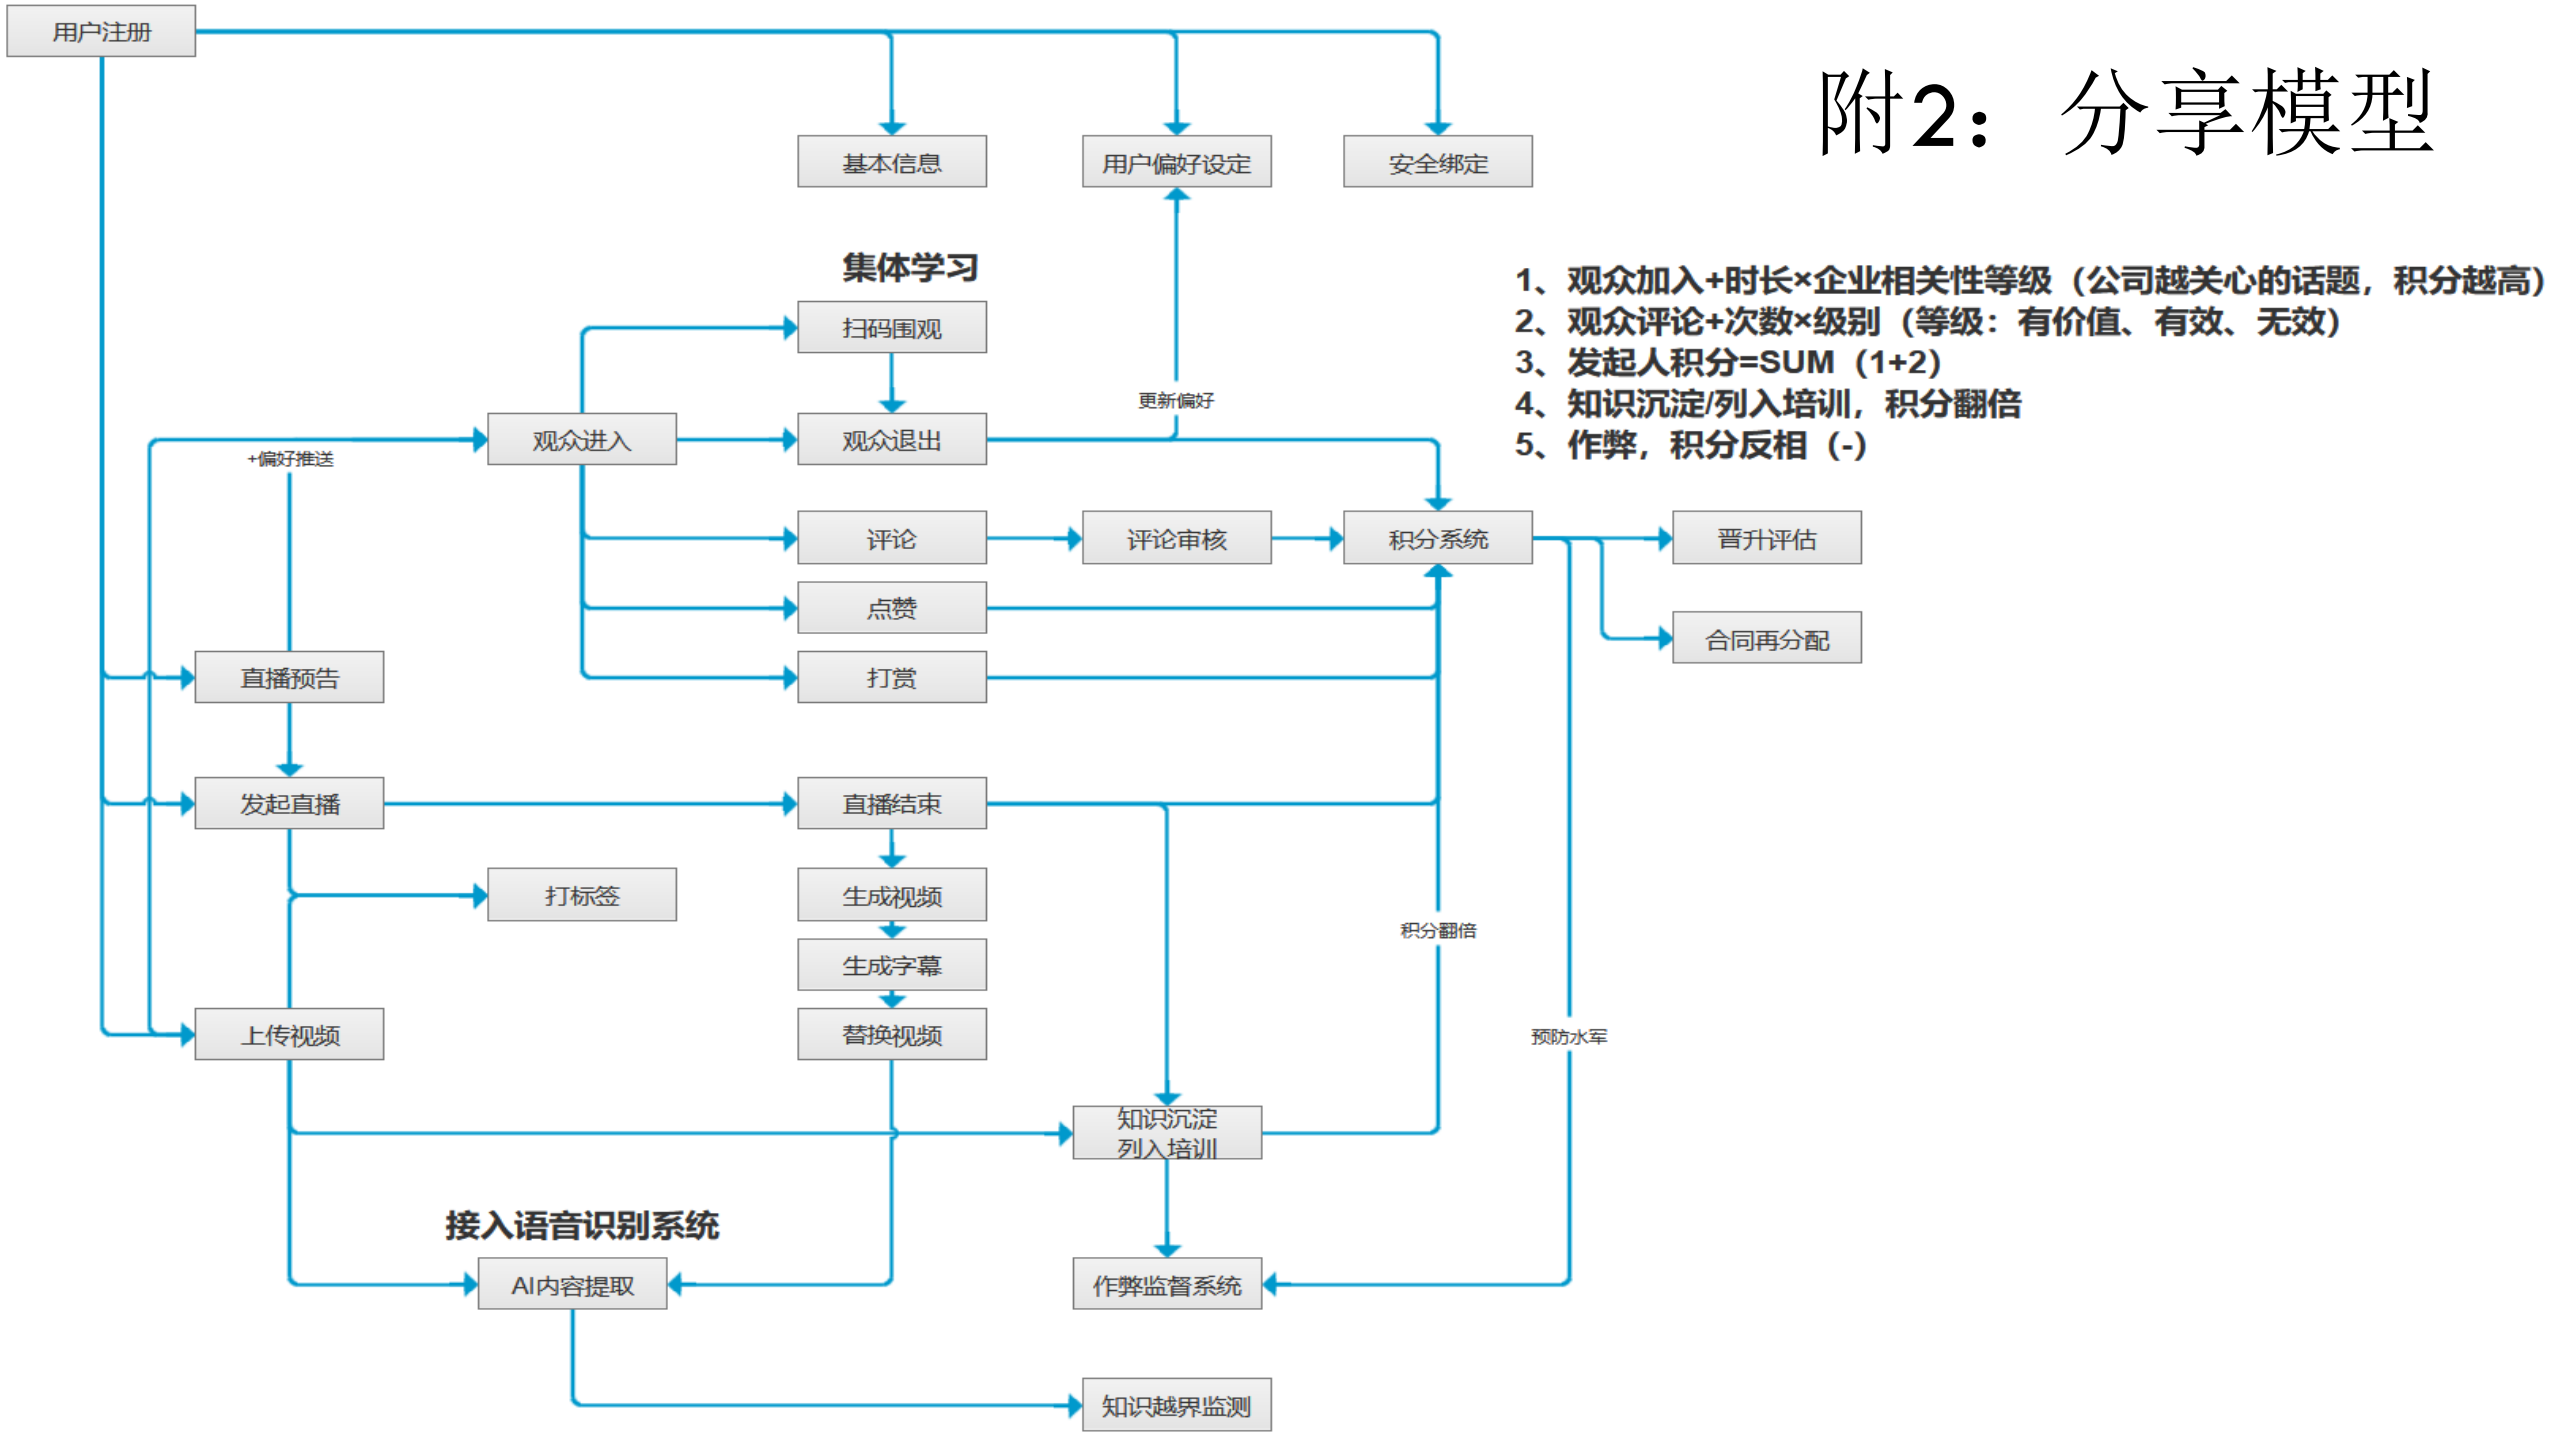 用户注册
附2：分享模型
基本信息
用户偏好设定
安全绑定
集体学习
1、观众加入+时长×企业相关性等级（公司越关心的话题，积分越高）
2、观众评论+次数×级别（等级：有价值、有效、无效）
3、发起人积分=SUM（1+2）
4、知识沉淀/列入培训，积分翻倍
5、作弊，积分反相（-）
扫码围观
更新偏好
观众进入
观众退出
+偏好推送
评论
评论审核
积分系统
晋升评估
点赞
合同再分配
直播预告
打赏
发起直播
直播结束
打标签
生成视频
积分翻倍
生成字幕
上传视频
替换视频
预防水军
知识沉淀
列入培训
接入语音识别系统
AI内容提取
作弊监督系统
知识越界监测